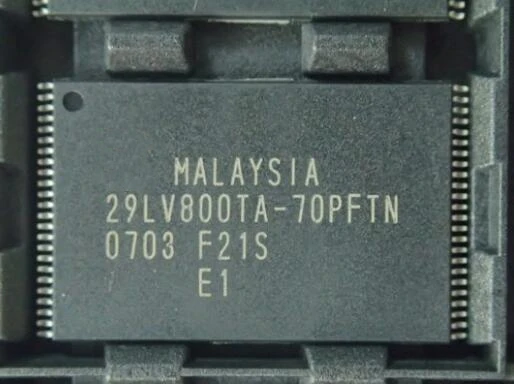 MALAYSIA
29LV800TA-70PFTN
0703 F21S
E1